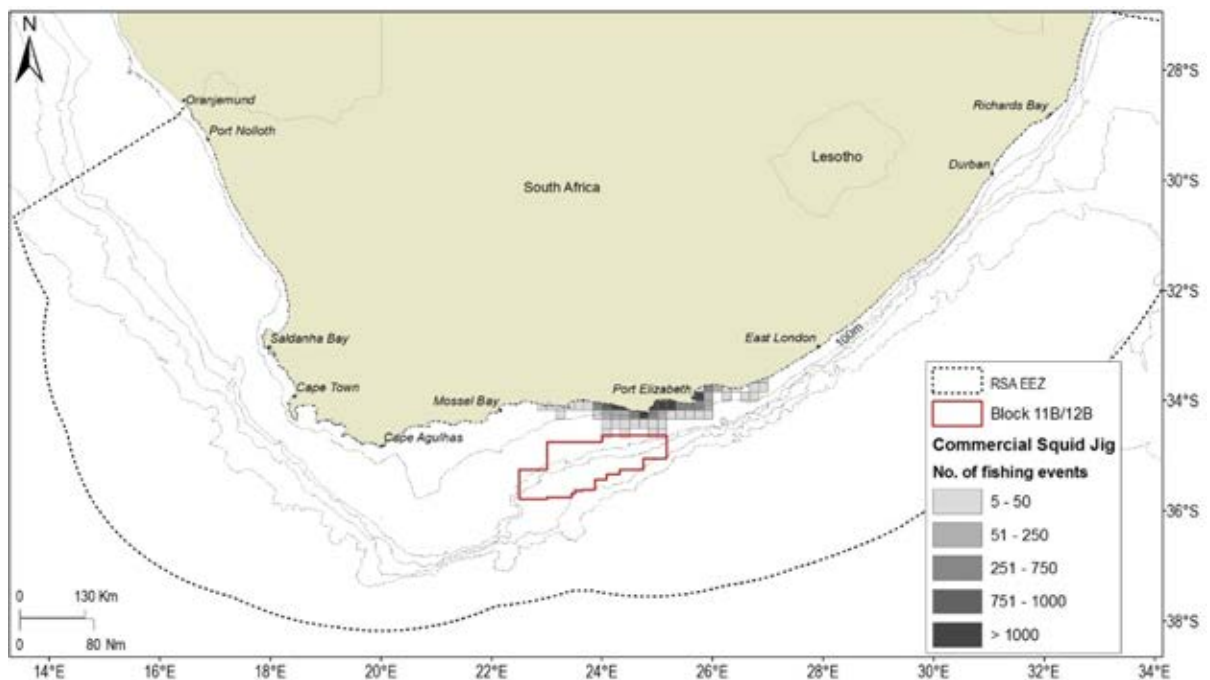 N
Oranjemund
Port Nolloth
Richards Bay
Lesotho
Durban
South Africa
Saldanha Bay
Cape Town
Mossel Bay
Cape Agulhas
Port Elizabeth
East London
100m
28°S
30°S
32°S
34°S
36°S
38°S
RSA EEZ
Block 11B/12B
Commercial Squid Jig
No. of fishing events
5 - 50
51 - 250
251 - 750
751 - 1000
> 1000
0 130 Km
0 80 Nm
14°E 16°E 18°E 20°E 22°E 24°E 26°E 28°E 30°E 32°E 34°E